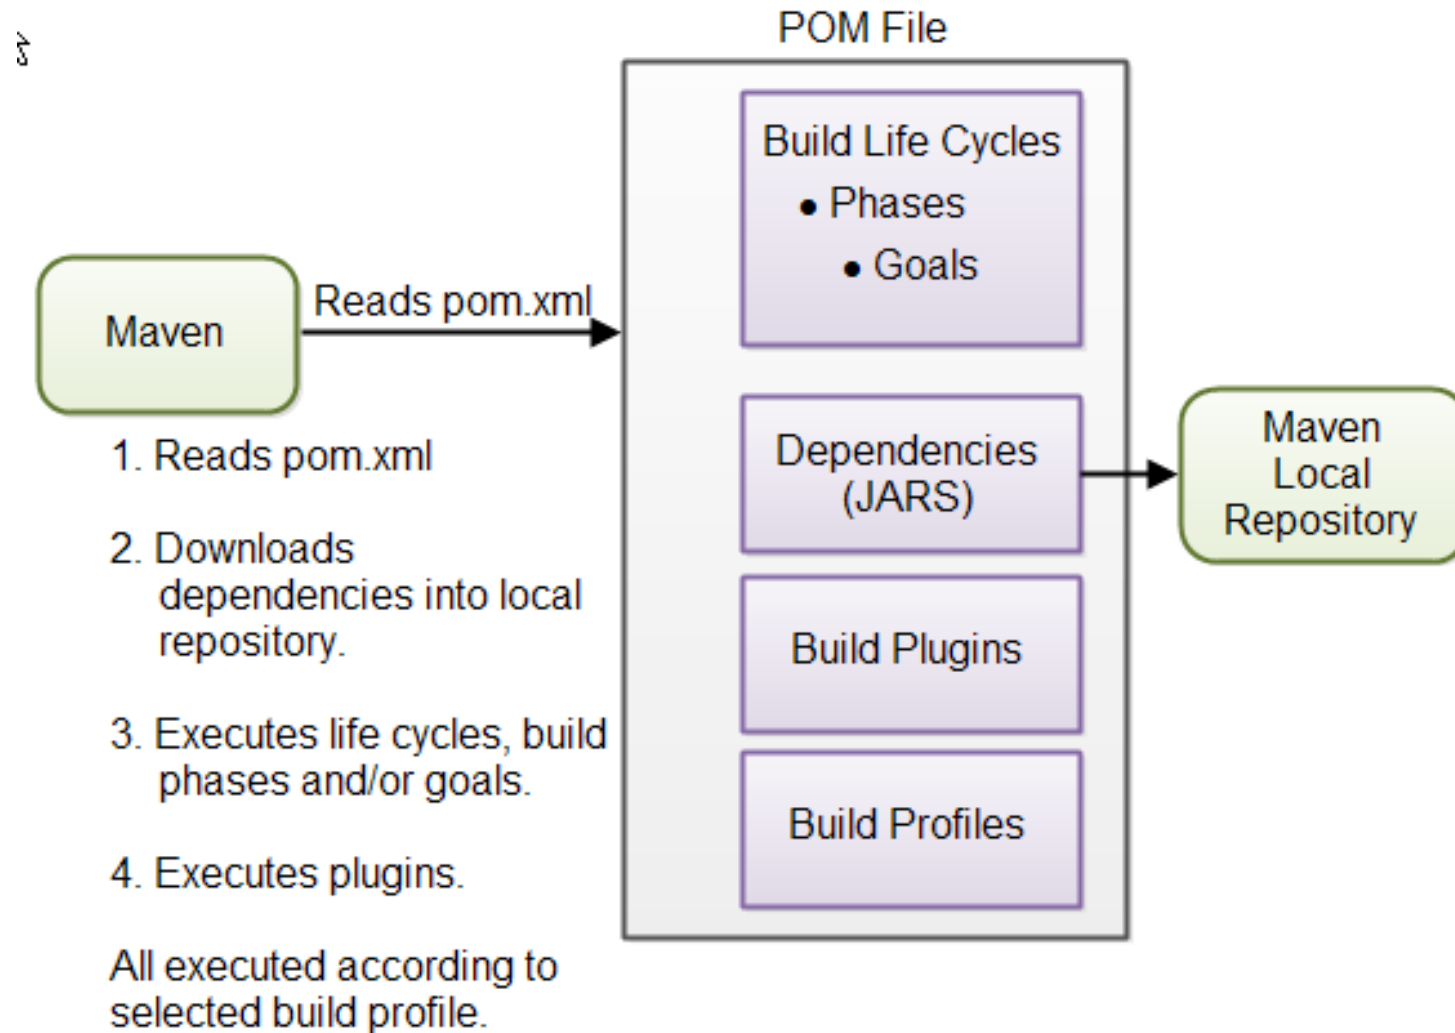 POM File
Build Life Cycles
• Phases
• Goals
Maven
Reads pom.xml
Dependencies
(JARS)
Maven
Local
Repository
Build Plugins
Build Profiles
1. Reads pom.xml
2. Downloads
dependencies into local
repository.
3. Executes life cycles, build
phases and/or goals.
4. Executes plugins.
All executed according to
selected build profile.